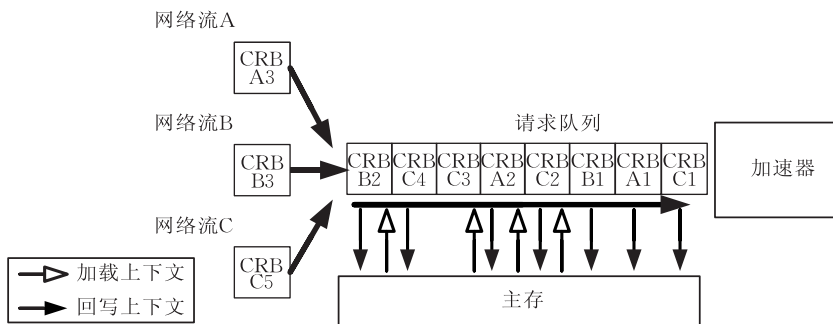 网络流A
CRB
A3
网络流B
CRB
B3
网络流C
CRB
C5
请求队列
CRB
B2
CRB
C4
CRB
C3
CRB
A2
CRB
C2
CRB
B1
CRB
A1
CRB
C1
加速器
加载上下文
回写上下文
主存